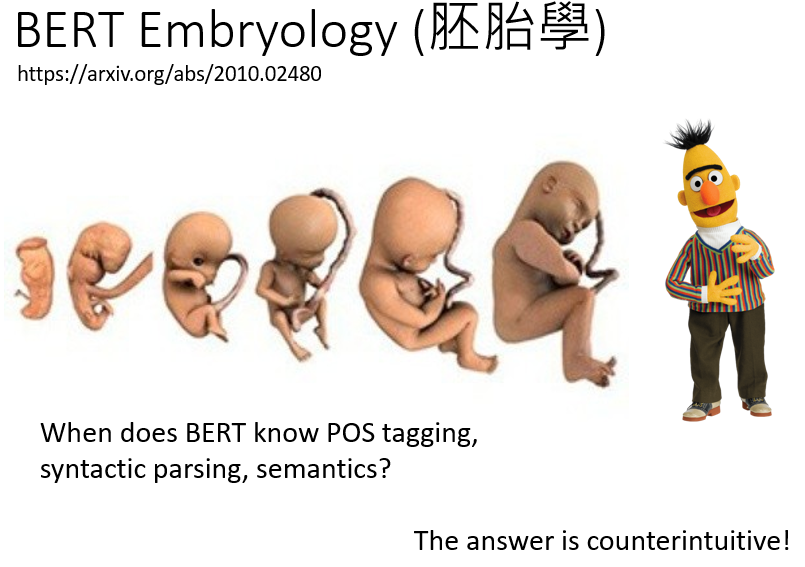 BERT Embryology (胚胎學)
https://arxiv.org/abs/2010.02480
When does BERT know POS tagging,
syntactic parsing, semantics?
The answer is counterintuitive!